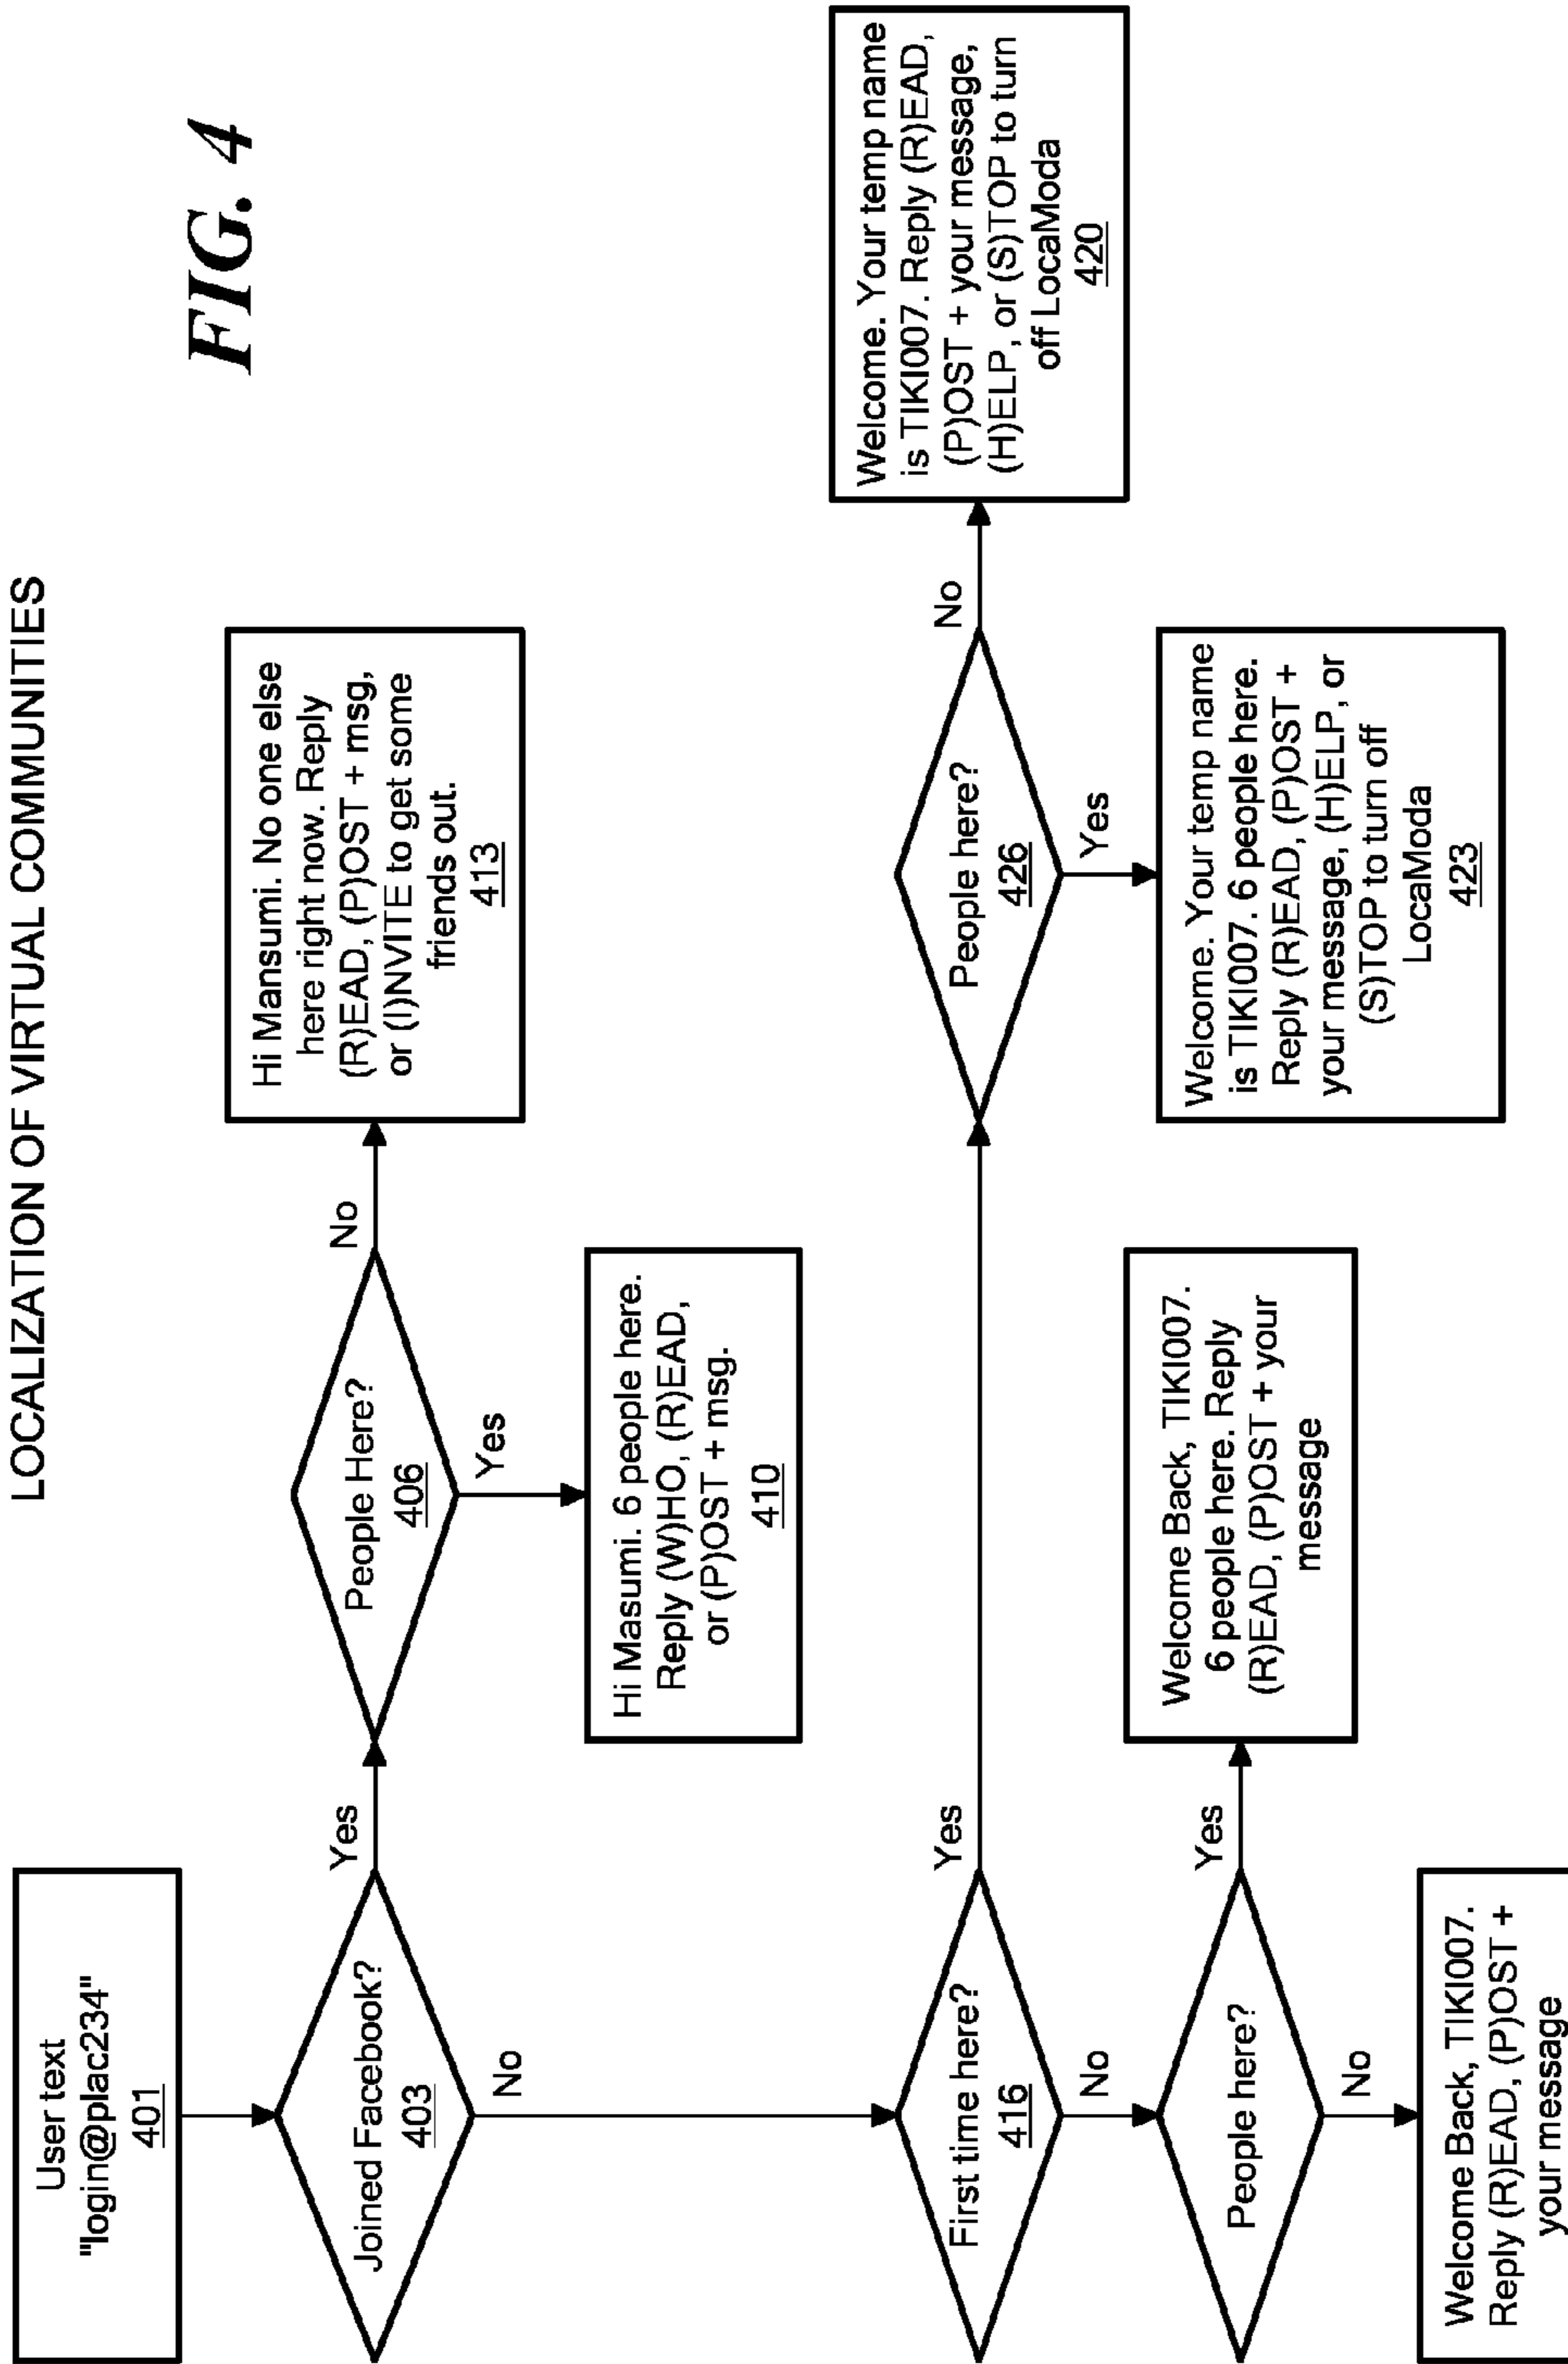 LOCALIZATION OF VIRTUAL COMMUNITIES
FIG. 4
User text
"login@plac234"
401
Joined Facebook?
403
Yes
No
People Here?
406
No
Yes
Hi Mansumi. No one else
here right now. Reply
(R)EAD, (P)OST + msg,
or (I)NVITE to get some
friends out.
413
Hi Masumi. 6 people here.
Reply (W)HO, (R)EAD,
or (P)OST + msg.
410
First time here?
416
Yes
No
People here?
426
No
Yes
Welcome. Your temp name
is TIKI007. Reply (R)EAD,
(P)OST + your message,
(H)ELP, or (S)TOP to turn
off LocaModa
420
Welcome. Your temp name
is TIKI007. 6 people here.
Reply (R)EAD, (P)OST +
your message, (H)ELP, or
(S)TOP to turn off
LocaModa
423
People here?
Yes
No
Welcome Back, TIKI007.
6 people here. Reply
(R)EAD, (P)OST + your
message
Welcome Back, TIKI007.
Reply (R)EAD, (P)OST +
your message